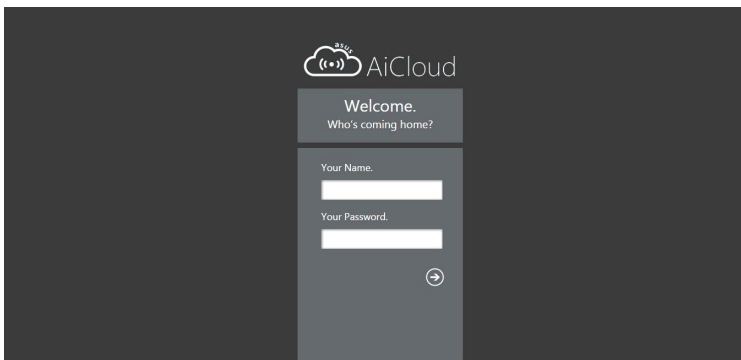 asus
AiCloud
Welcome.
Who's coming home?
Your Name.
Your Password.